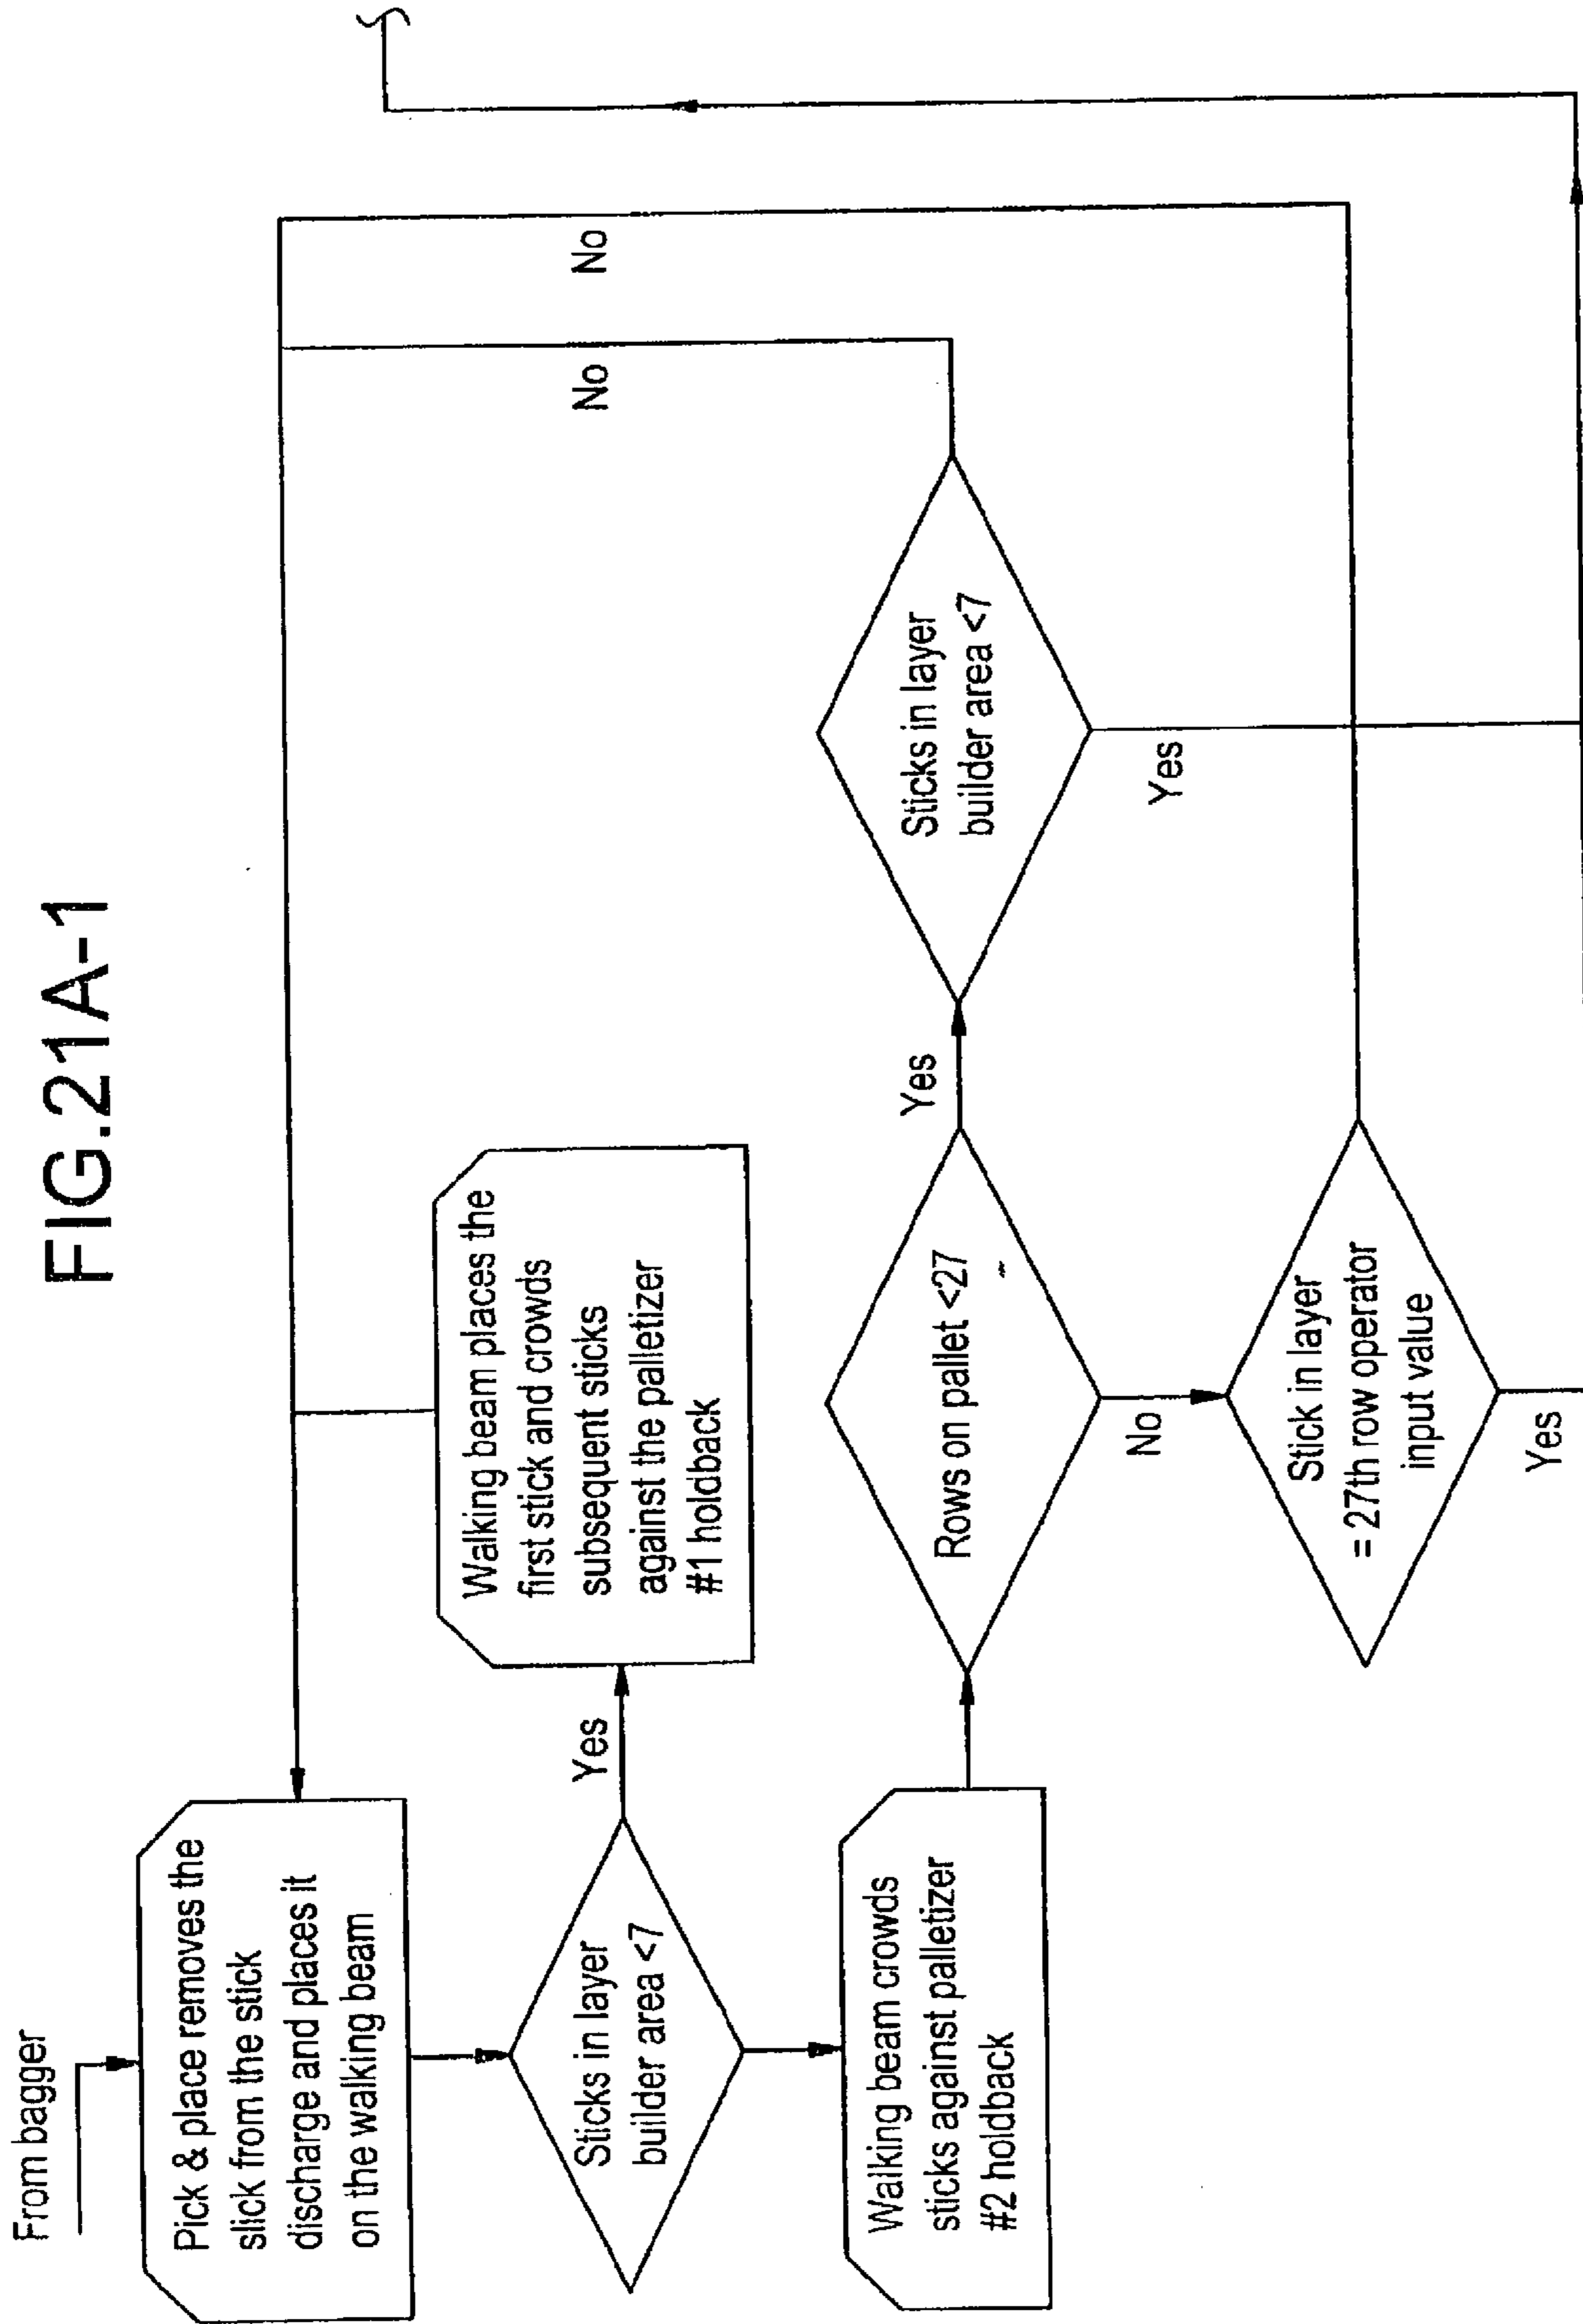 FIG.21A-1
From bagger
Pick & place removes the
slick from the stick
discharge and places it
on the walking beam
Sticks in layer
builder area <7
Yes
Walking beam places the
first stick and crowds
subsequent sticks
against the palletizer
#1 holdback
Walking beam crowds
sticks against palletizer
#2 holdback
Rows on pallet <27
Yes
Sticks in layer
builder area <7
No
No
Yes
No
Stick in layer
= 27th row operator
input value
Yes